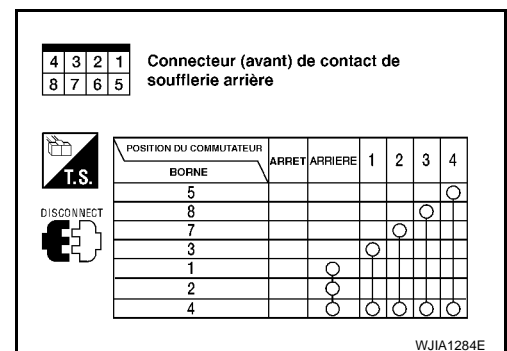 4 3 2 1
8 7 6 5
Connecteur (avant) de contact de
soufflerie arrière
T.S.
DISCONNECT
POSITION DU COMMUTATEUR
BORNE
ARRET ARRIERE 1 2 3 4
5
8
7
3
1
2
4
WJIA1284E